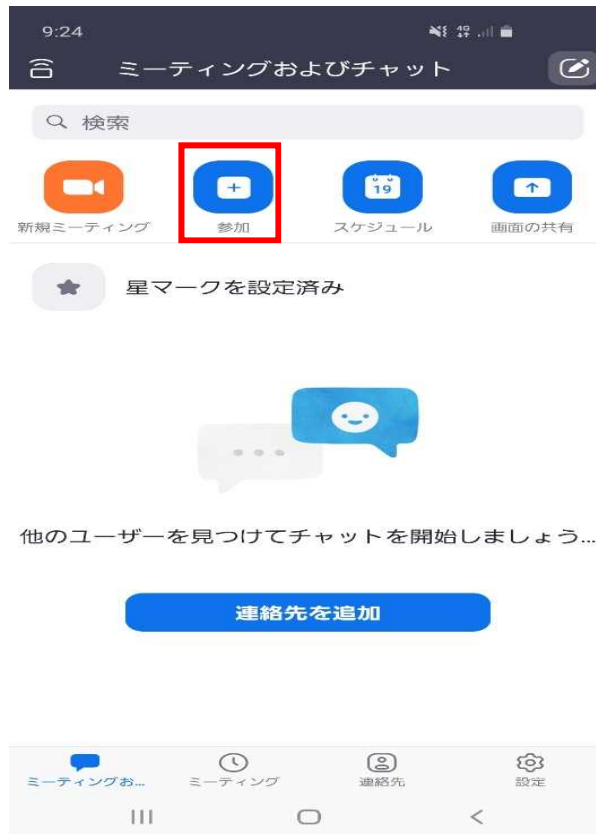 9:24
4G
ミーティングおよびチャット
検索
19
新規ミーティング 参加 スケジュール 画面の共有
星マークを設定済み
他のユーザーを見つけてチャットを開始しましょう...
連絡先を追加
ミーティングお... ミーティング 連絡先 設定